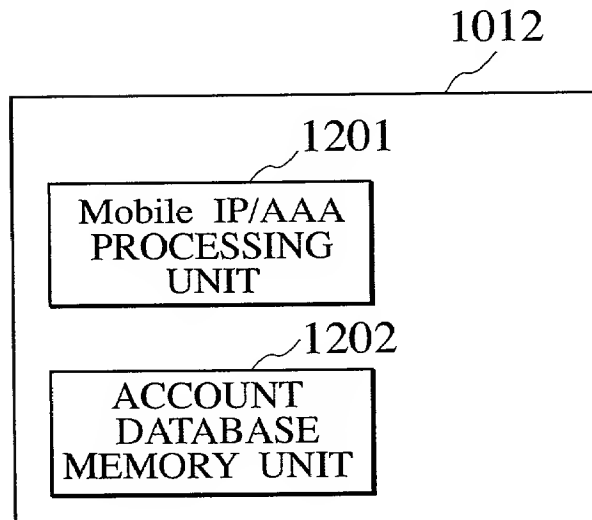 1012
1201
Mobile IP/AAA
PROCESSING
UNIT
1202
ACCOUNT
DATABASE
MEMORY UNIT